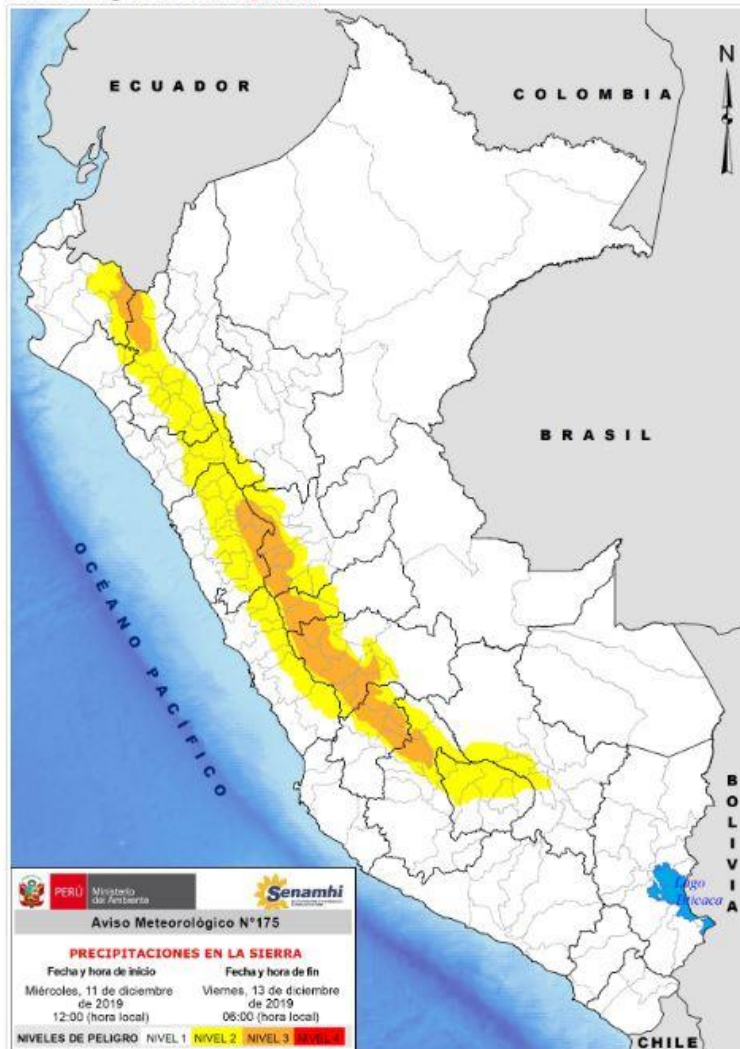 ECUADOR
COLOMBIA
N
BRASIL
OCÉANO PACÍFICO
BOLIVIA
Lago
Titicaca
PERÚ
Ministerio
del Ambiente
Senamhi
Aviso Meteorológico N°175
PRECIPITACIONES EN LA SIERRA
Fecha y hora de inicio
Miércoles, 11 de diciembre
de 2019
12:00 (hora local)
Fecha y hora de fin
Viernes, 13 de diciembre
de 2019
06:00 (hora local)
NIVELES DE PELIGRO NIVEL 1 NIVEL 2 NIVEL 3 NIVEL 4
CHILE